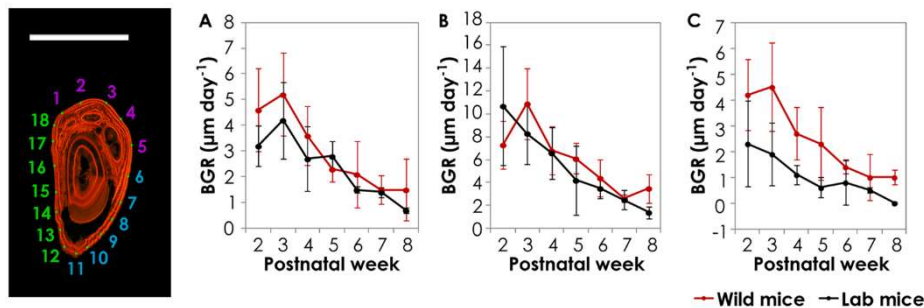 1 2 3 4 5 6 7 8 9 10 11 12 13 14 15 16 17 18
A
BGR (µm day⁻¹)
8 7 6 5 4 3 2 1 0
2 3 4 5 6 7 8
Postnatal week
B
BGR (µm day⁻¹)
18 16 14 12 10 8 6 4 2 0
2 3 4 5 6 7 8
Postnatal week
C
BGR (µm day⁻¹)
7 6 5 4 3 2 1 0 -1
2 3 4 5 6 7 8
Postnatal week
Wild mice Lab mice